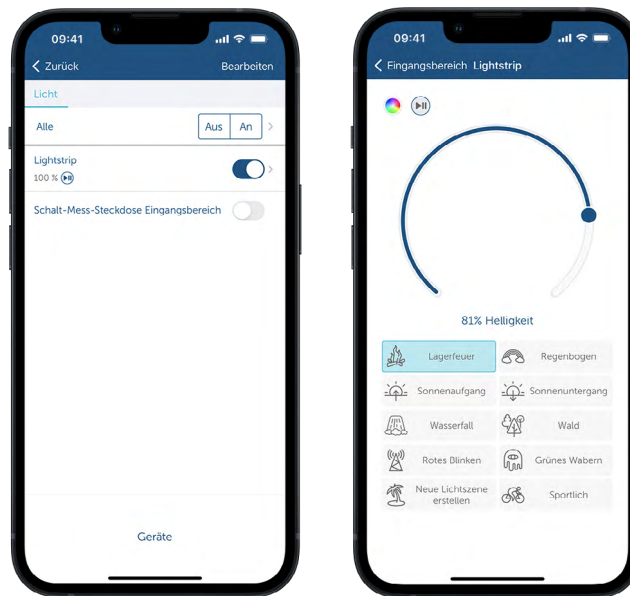 09:41
Zurück
Bearbeiten
Licht
Alle
Aus An
Lightstrip
100 %
Schalt-Mess-Steckdose Eingangsbereich
Geräte
09:41
Eingangsbereich Lightstrip
81% Helligkeit
Lagerfeuer
Regenbogen
Sonnenaufgang
Sonnenuntergang
Wasserfall
Wald
Rotes Blinken
Grünes Wabern
Neue Lichtszene
erstellen
Sportlich